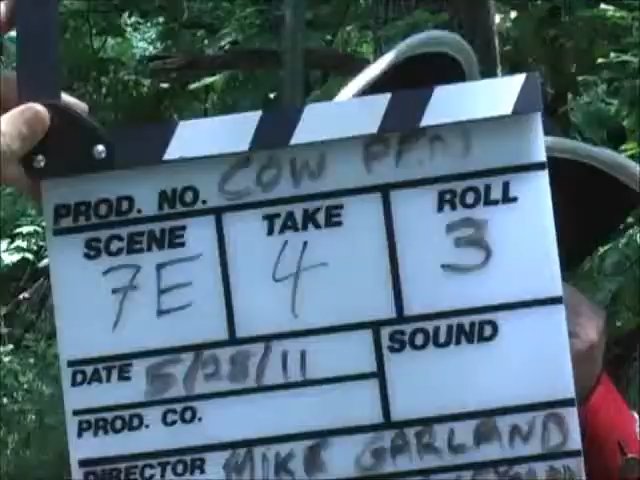 PROD. NO. COW PEN
SCENE TAKE ROLL
7E 4 3
DATE 5/28/11 SOUND
PROD. CO.
DIRECTOR MIKE GARLAND